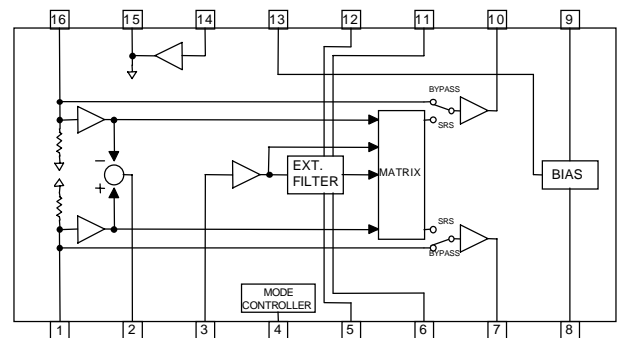 16 15 14 13 12 11 10 9
BYPASS
SRS
EXT.
FILTER
MATRIX
BIAS
SRS
BYPASS
MODE
CONTROLLER
− 
+
1 2 3 4 5 6 7 8